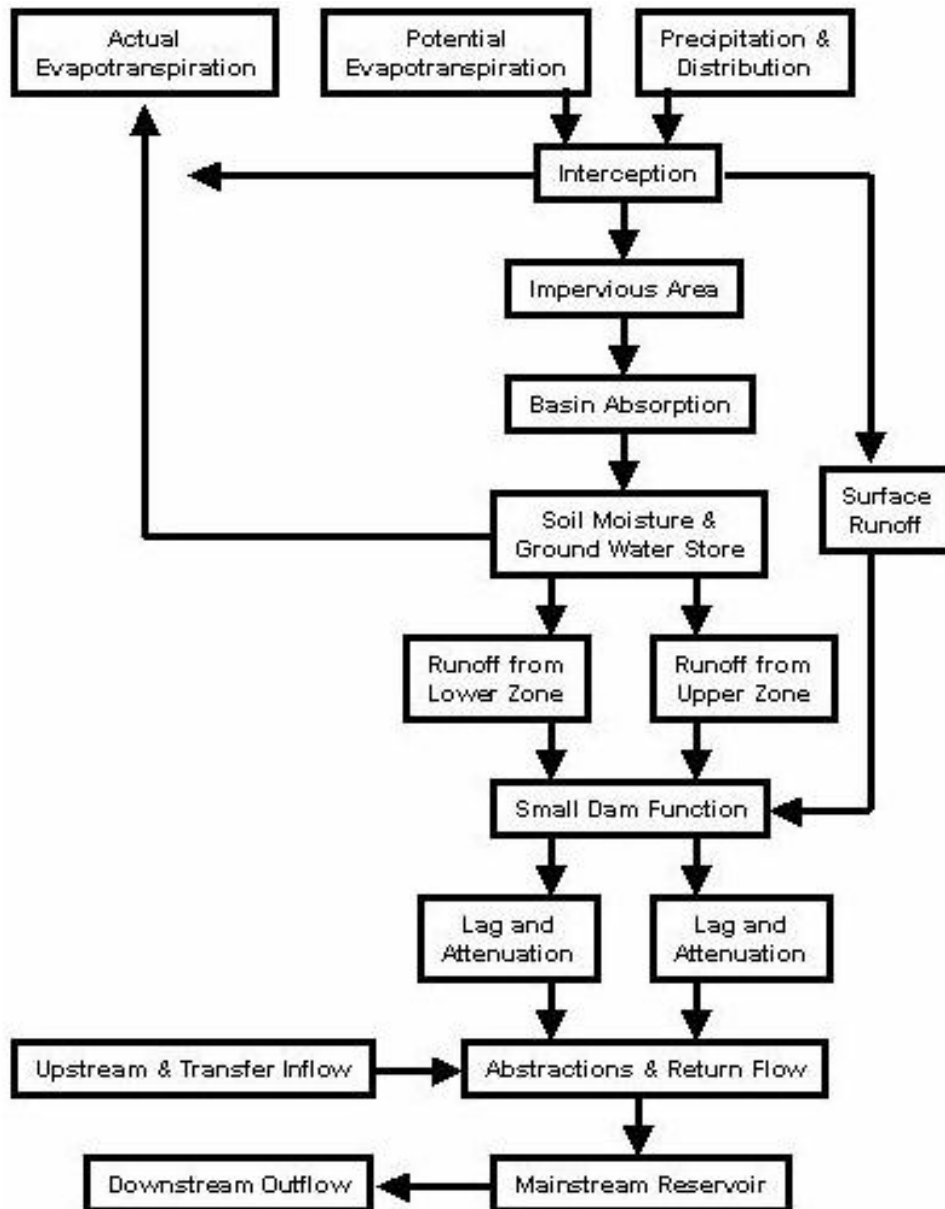 Actual
Evapotranspiration
Potential
Evapotranspiration
Precipitation &
Distribution
Interception
Impervious Area
Basin Absorption
Soil Moisture &
Ground Water Store
Surface
Runoff
Runoff from
Lower Zone
Runoff from
Upper Zone
Small Dam Function
Lag and
Attenuation
Lag and
Attenuation
Upstream & Transfer Inflow
Abstractions & Return Flow
Downstream Outflow
Mainstream Reservoir